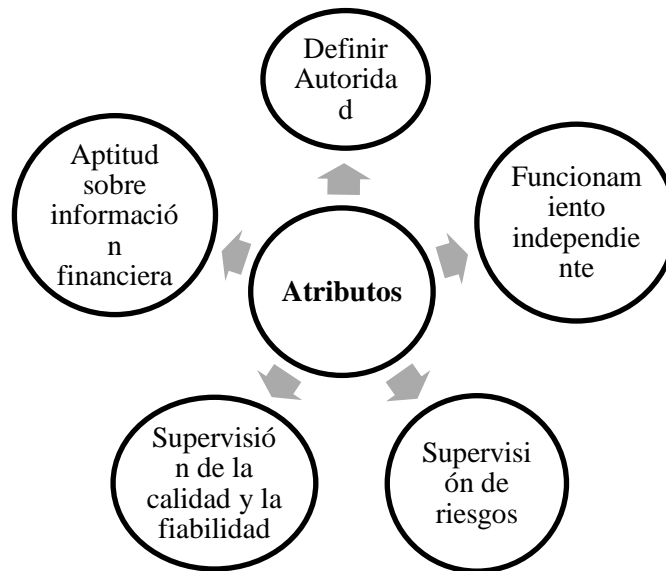 Definir
Autorida
d
Funcionam
iento
independie
nte
Supervisi
ón de
riesgos
Supervisió
n de la
calidad y la
fiabilidad
Aptitud
sobre
informació
n
financiera
Atributos